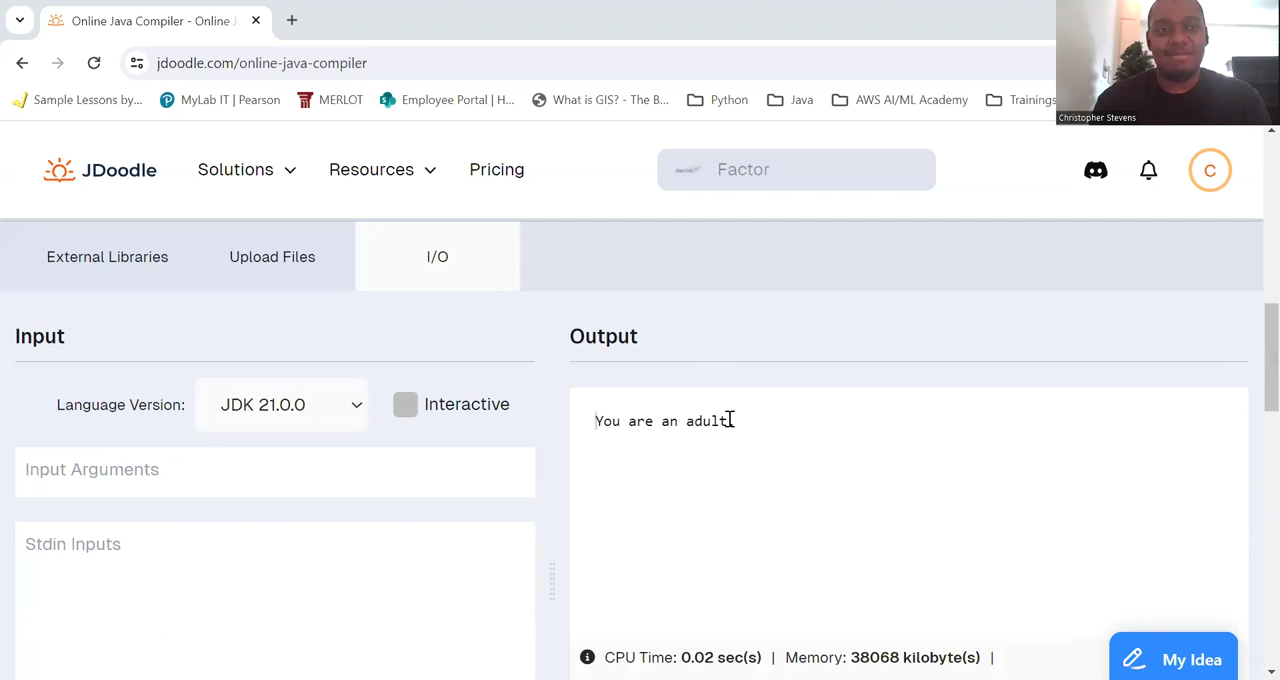 Online Java Compiler - Online J
jdoodle.com/online-java-compiler
Sample Lessons by...
MyLab IT | Pearson
MERLOT
Employee Portal | H...
What is GIS? - The B...
Python
Java
AWS AI/ML Academy
Trainings
Christopher Stevens
JDoodle
Solutions
Resources
Pricing
Factor
C
External Libraries
Upload Files
I/O
Input
Output
Language Version:
JDK 21.0.0
Interactive
You are an adult
Input Arguments
Stdin Inputs
CPU Time: 0.02 sec(s) | Memory: 38068 kilobyte(s) |
My Idea